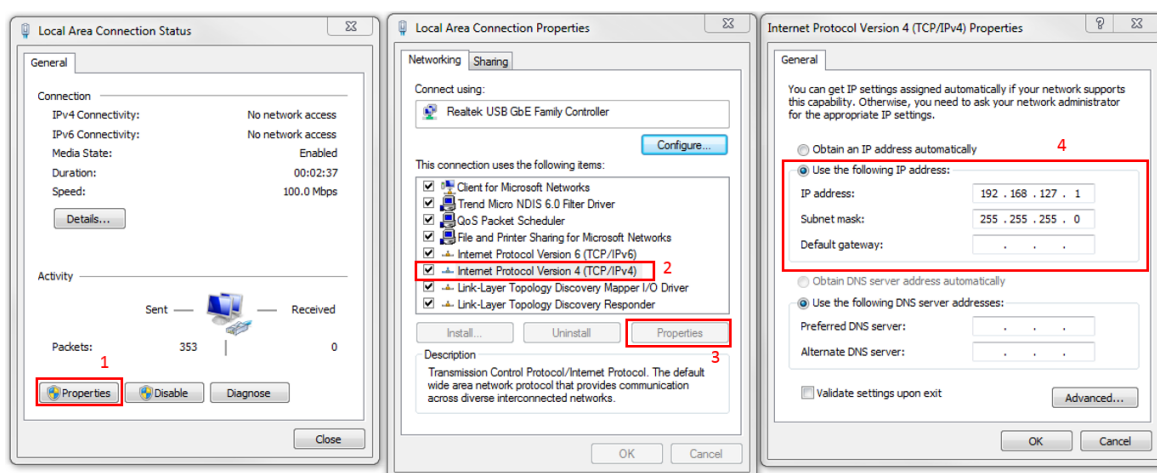 Local Area Connection Status
General
Connection
IPv4 Connectivity: No network access
IPv6 Connectivity: No network access
Media State: Enabled
Duration: 00:02:37
Speed: 100.0 Mbps
Details...
Activity
Sent — Received
Packets: 353 0
1
Properties Disable Diagnose
Close
Local Area Connection Properties
Networking Sharing
Connect using:
Realtek USB GbE Family Controller
Configure...
This connection uses the following items:
Client for Microsoft Networks
Trend Micro NDIS 6.0 Filter Driver
QoS Packet Scheduler
File and Printer Sharing for Microsoft Networks
Internet Protocol Version 6 (TCP/IPv6)
Internet Protocol Version 4 (TCP/IPv4) 2
Link-Layer Topology Discovery Mapper I/O Driver
Link-Layer Topology Discovery Responder
Install... Uninstall Properties
3
Description
Transmission Control Protocol/Internet Protocol. The default
wide area network protocol that provides communication
across diverse interconnected networks.
OK Cancel
Internet Protocol Version 4 (TCP/IPv4) Properties
General
You can get IP settings assigned automatically if your network supports
this capability. Otherwise, you need to ask your network administrator
for the appropriate IP settings.
4
Obtain an IP address automatically
Use the following IP address:
IP address: 192 . 168 . 127 . 1
Subnet mask: 255 . 255 . 255 . 0
Default gateway: . . .
Obtain DNS server address automatically
Use the following DNS server addresses:
Preferred DNS server: . . .
Alternate DNS server: . . .
Validate settings upon exit
Advanced...
OK Cancel